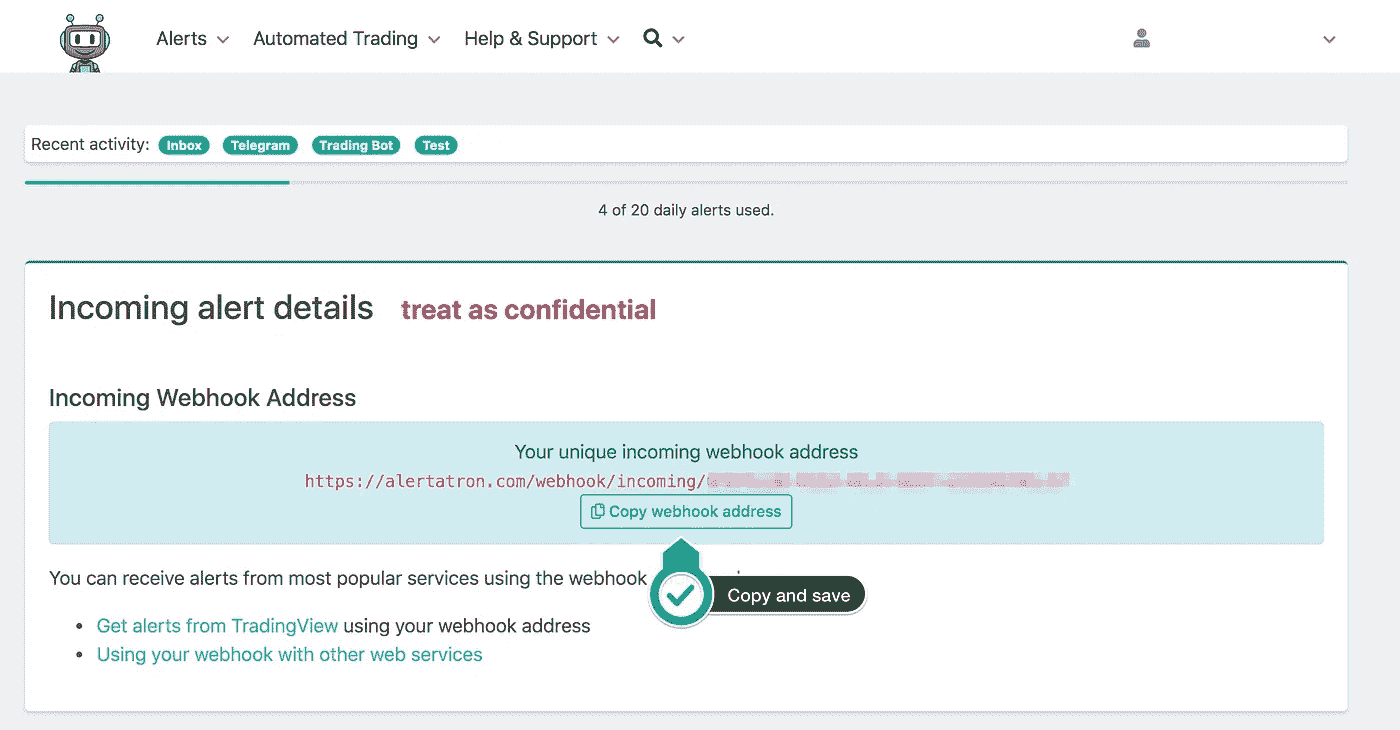 Alerts Automated Trading Help & Support
Recent activity: Inbox Telegram Trading Bot Test
4 of 20 daily alerts used.
Incoming alert details treat as confidential
Incoming Webhook Address
Your unique incoming webhook address
https://alertatron.com/webhook/incoming/
Copy webhook address
You can receive alerts from most popular services using the webhook
Copy and save
Get alerts from TradingView using your webhook address
Using your webhook with other web services